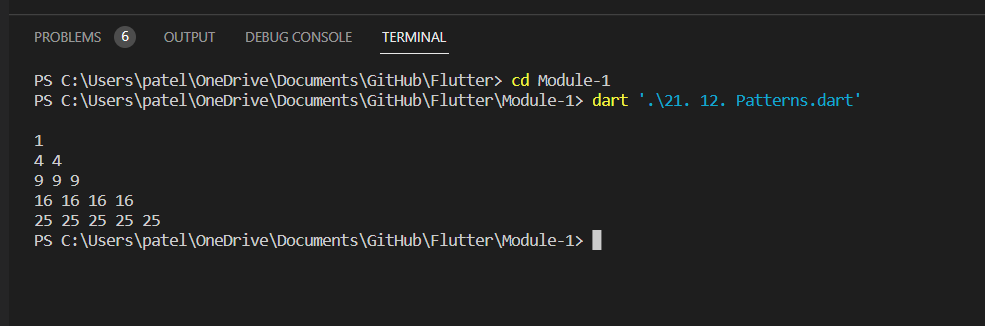 PROBLEMS 6 OUTPUT DEBUG CONSOLE TERMINAL
PS C:\Users\patel\OneDrive\Documents\GitHub\Flutter> cd Module-1
PS C:\Users\patel\OneDrive\Documents\GitHub\Flutter\Module-1> dart '.\21. 12. Patterns.dart'
1
4 4
9 9 9
16 16 16 16
25 25 25 25 25
PS C:\Users\patel\OneDrive\Documents\GitHub\Flutter\Module-1>